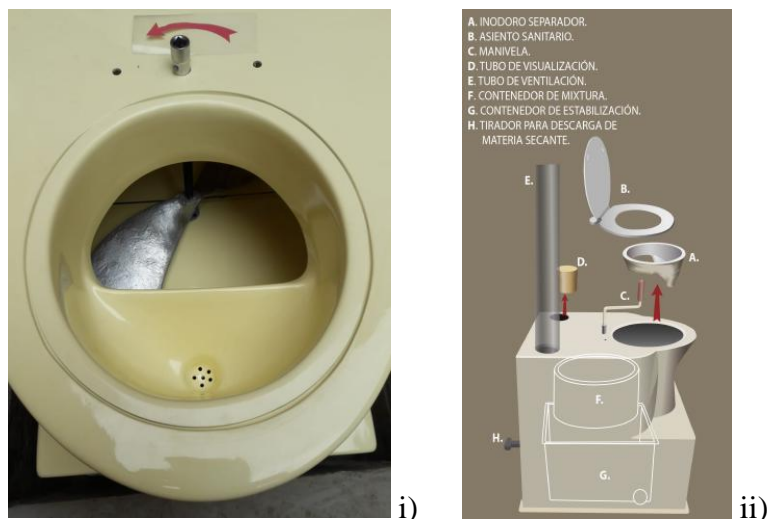 A. INODORO SEPARADOR.
B. ASIENTO SANITARIO.
C. MANIVELA.
D. TUBO DE VISUALIZACIÓN.
E. TUBO DE VENTILACIÓN.
F. CONTENEDOR DE MIXTURA.
G. CONTENEDOR DE ESTABILIZACIÓN.
H. TIRADOR PARA DESCARGA DE
MATERIA SECANTE.
E.
B.
D.
A.
C.
F.
H.
G.
i)
ii)